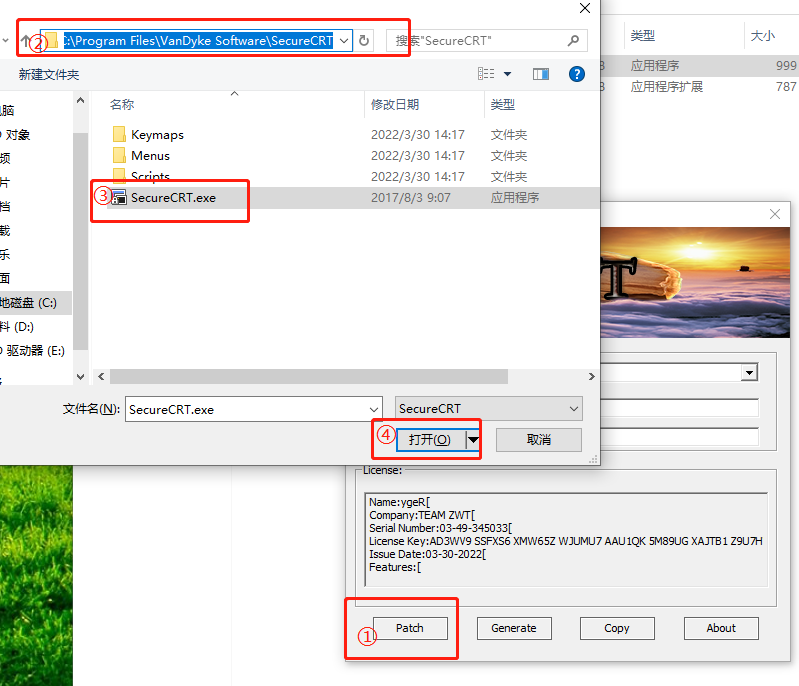 ② C:\Program Files\VanDyke Software\SecureCRT
搜索"SecureCRT"
类型
大小
新建文件夹
应用程序
999
应用程序扩展
787
名称
修改日期
类型
Keymaps
2022/3/30 14:17
文件夹
Menus
2022/3/30 14:17
文件夹
Scripts
2022/3/30 14:17
文件夹
③ SecureCRT.exe
2017/8/3 9:07
应用程序
脑
对象
频
片
档
载
乐
面
地磁盘 (C:)
料 (D:)
驱动器 (E:)
文件名(N):
SecureCRT.exe
SecureCRT
④ 打开(O)
取消
License:
Name:ygeR[
Company:TEAM ZWT[
Serial Number:03-49-345033[
License Key:AD3WV9 SSFXS6 XMW65Z WJUMU7 AAU1QK 5M89UG XAJTB1 Z9U7H
Issue Date:03-30-2022[
Features:[
① Patch
Generate
Copy
About